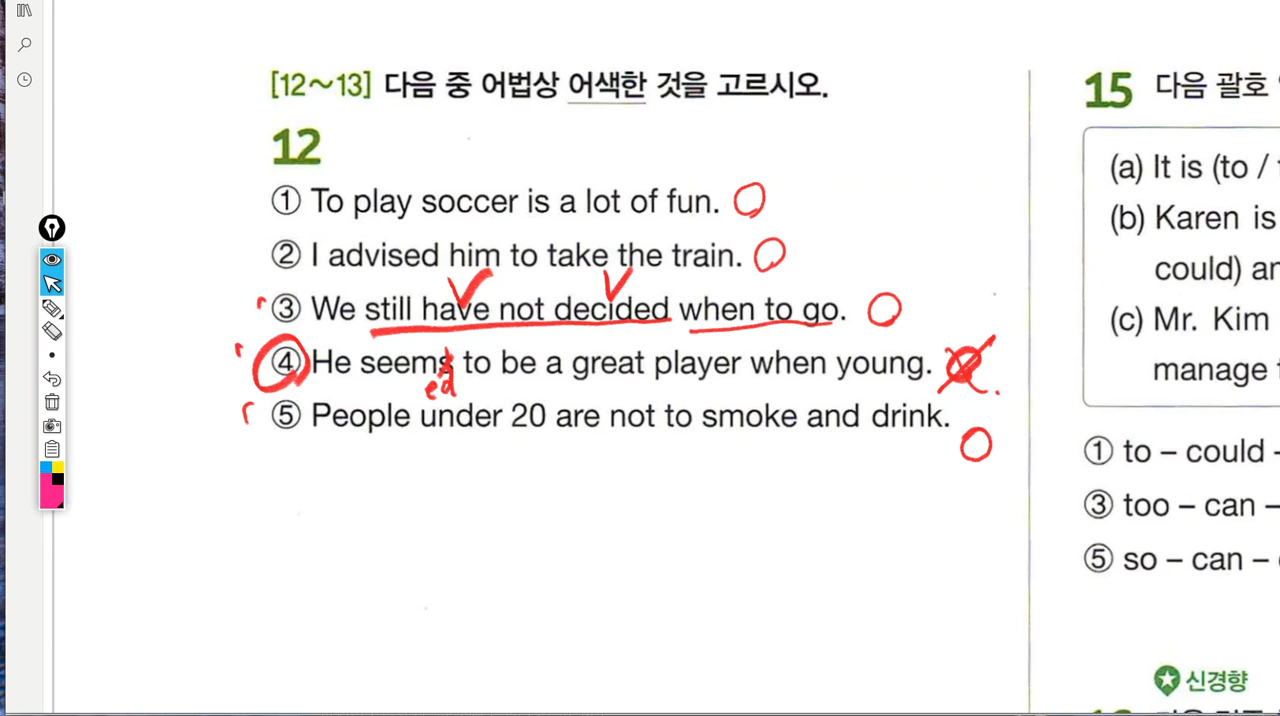 [12~13] 다음 중 어법상 어색한 것을 고르시오.
12
① To play soccer is a lot of fun.
② I advised him to take the train.
③ We still have not decided when to go.
④ He seems to be a great player when young.
ed
⑤ People under 20 are not to smoke and drink.
15 다음 괄호
(a) It is (to /
(b) Karen is
could) an
(c) Mr. Kim
manage
① to – could –
③ too – can –
⑤ so – can –
신경향